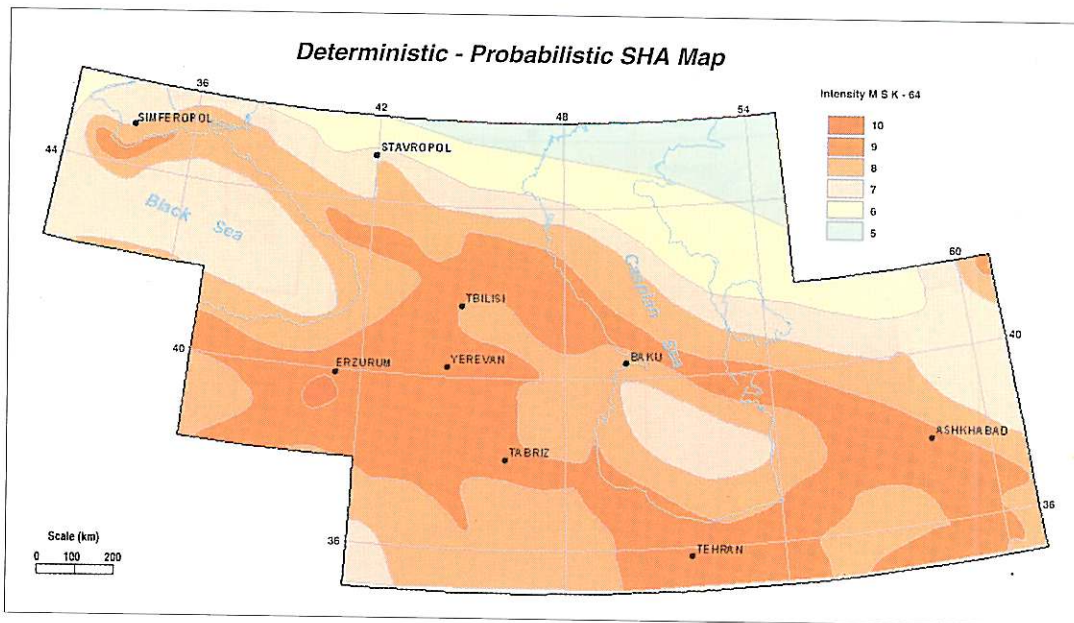 Deterministic - Probabilistic SHA Map
Intensity M S K - 64
10
9
8
7
6
5
36
42
48
54
60
44
40
36
40
36
SIMFEROPOL
STAVROPOL
Black Sea
Caspian Sea
TBILISI
ERZURUM
YEREVAN
BAKU
ASHKHABAD
TABRIZ
TEHRAN
Scale (km)
0 100 200